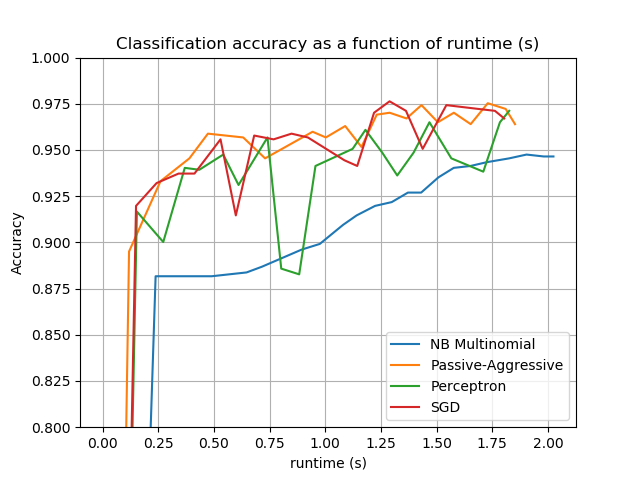 Classification accuracy as a function of runtime (s)
1.000
0.975
0.950
0.925
0.900
0.875
0.850
0.825
0.800
Accuracy
NB Multinomial
Passive-Aggressive
Perceptron
SGD
0.00 0.25 0.50 0.75 1.00 1.25 1.50 1.75 2.00
runtime (s)